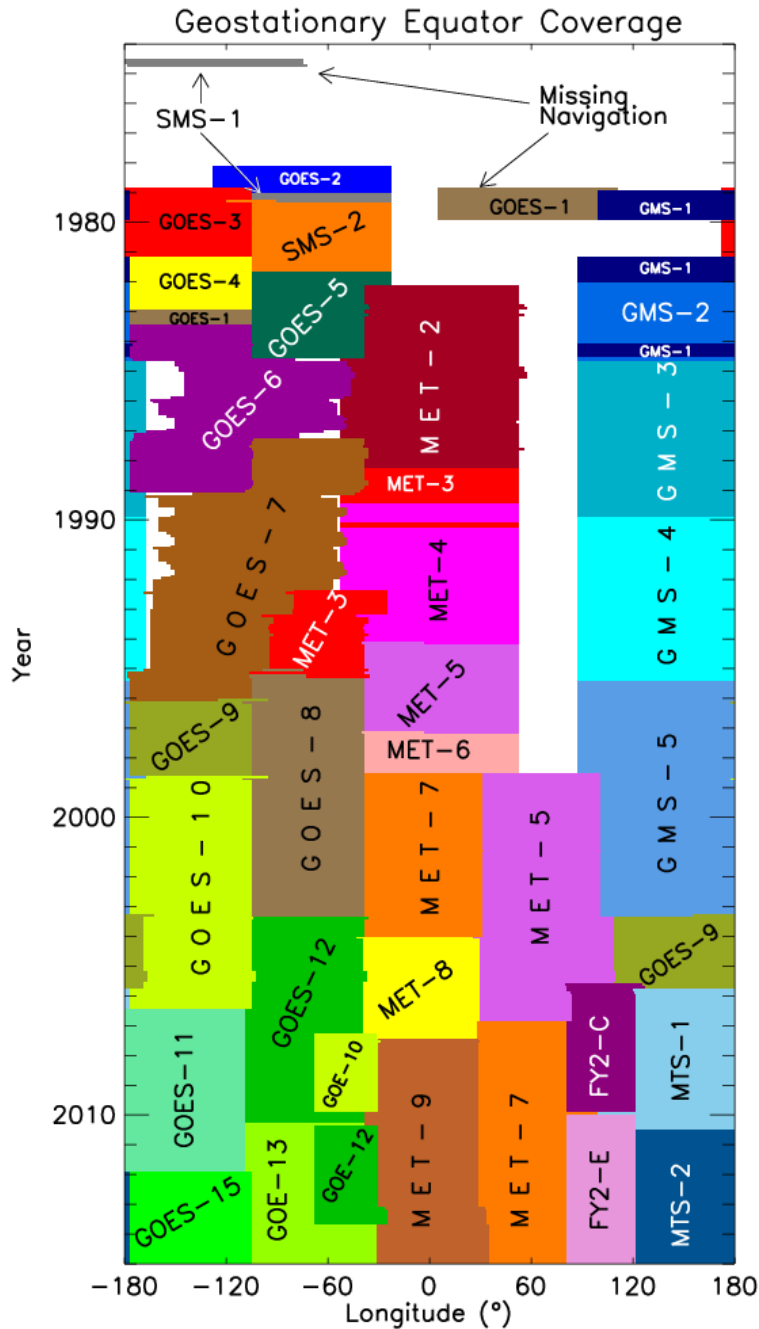 Geostationary Equator Coverage
Missing
Navigation
SMS-1
GOES-2
GOES-1
GMS-1
GOES-3
SMS-2
1980
GOES-4
GOES-5
GMS-1
GMS-2
GOES-1
GMS-1
GOES-6
MET-2
GMS-3
MET-3
1990
GOES-7
MET-4
GMS-4
MET-3
Year
MET-5
GOES-9
GOES-8
MET-6
GMS-5
GOES-10
MET-7
MET-5
2000
GOES-12
MET-8
GOES-9
GOES-11
GOE-10
FY2-C
MTS-1
2010
MET-9
MET-7
GOE-13
GOE-12
FY2-E
MTS-2
GOES-15
-180 -120 -60 0 60 120 180
Longitude (°)